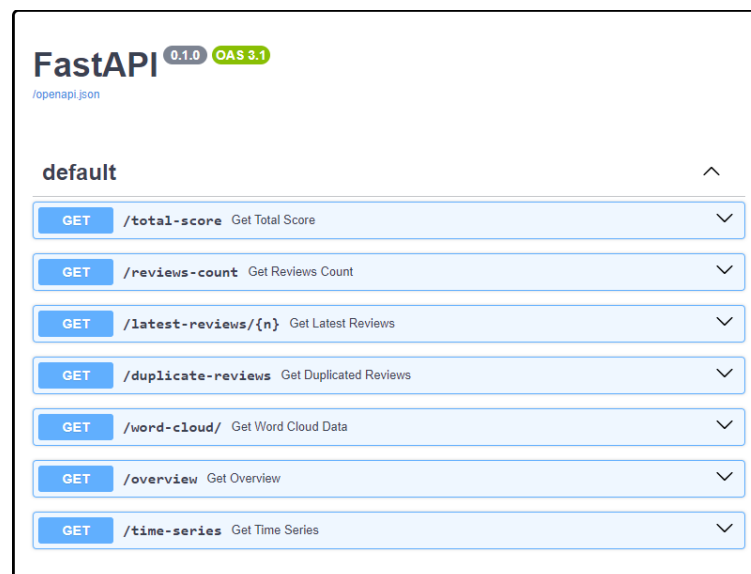 FastAPI 0.1.0 OAS 3.1
/openapi.json
default
GET /total-score Get Total Score
GET /reviews-count Get Reviews Count
GET /latest-reviews/{n} Get Latest Reviews
GET /duplicate-reviews Get Duplicated Reviews
GET /word-cloud/ Get Word Cloud Data
GET /overview Get Overview
GET /time-series Get Time Series